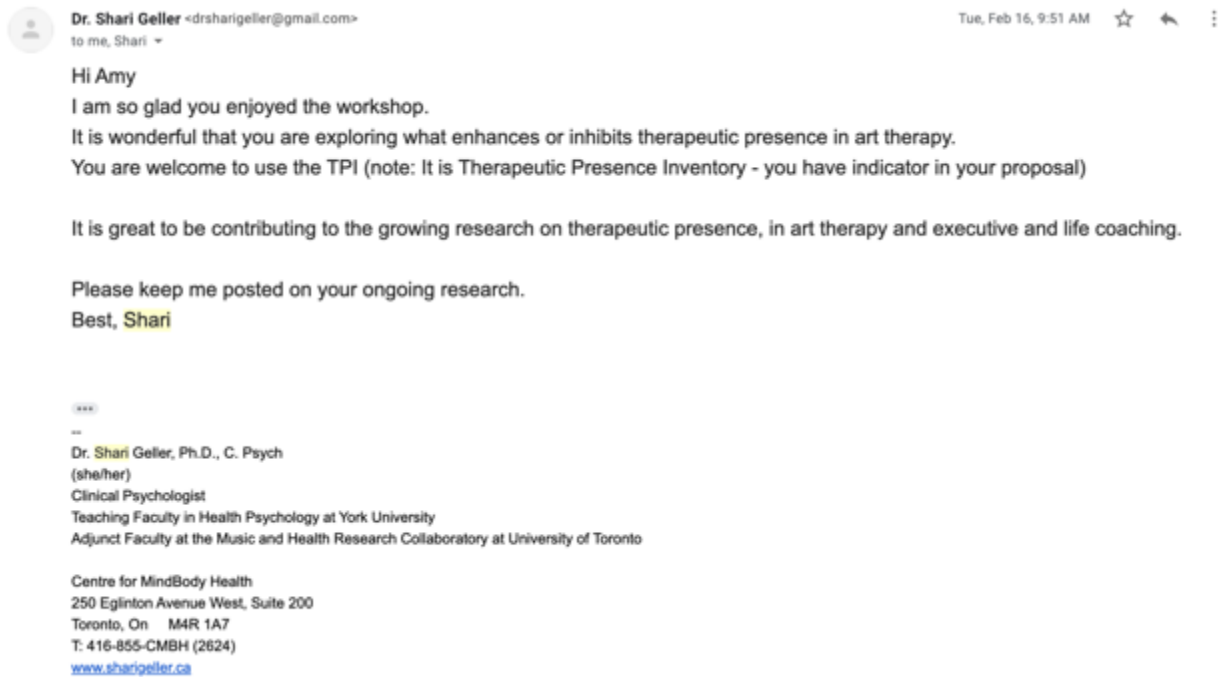 Dr. Shari Geller <drsharigeller@gmail.com>
Tue, Feb 16, 9:51 AM
to me, Shari
Hi Amy
I am so glad you enjoyed the workshop.
It is wonderful that you are exploring what enhances or inhibits therapeutic presence in art therapy.
You are welcome to use the TPI (note: It is Therapeutic Presence Inventory - you have indicator in your proposal)
It is great to be contributing to the growing research on therapeutic presence, in art therapy and executive and life coaching.
Please keep me posted on your ongoing research.
Best, Shari
•••
--
Dr. Shari Geller, Ph.D., C. Psych
(she/her)
Clinical Psychologist
Teaching Faculty in Health Psychology at York University
Adjunct Faculty at the Music and Health Research Collaboratory at University of Toronto
Centre for MindBody Health
250 Eglinton Avenue West, Suite 200
Toronto, On M4R 1A7
T: 416-855-CMBH (2624)
www.sharigeller.ca